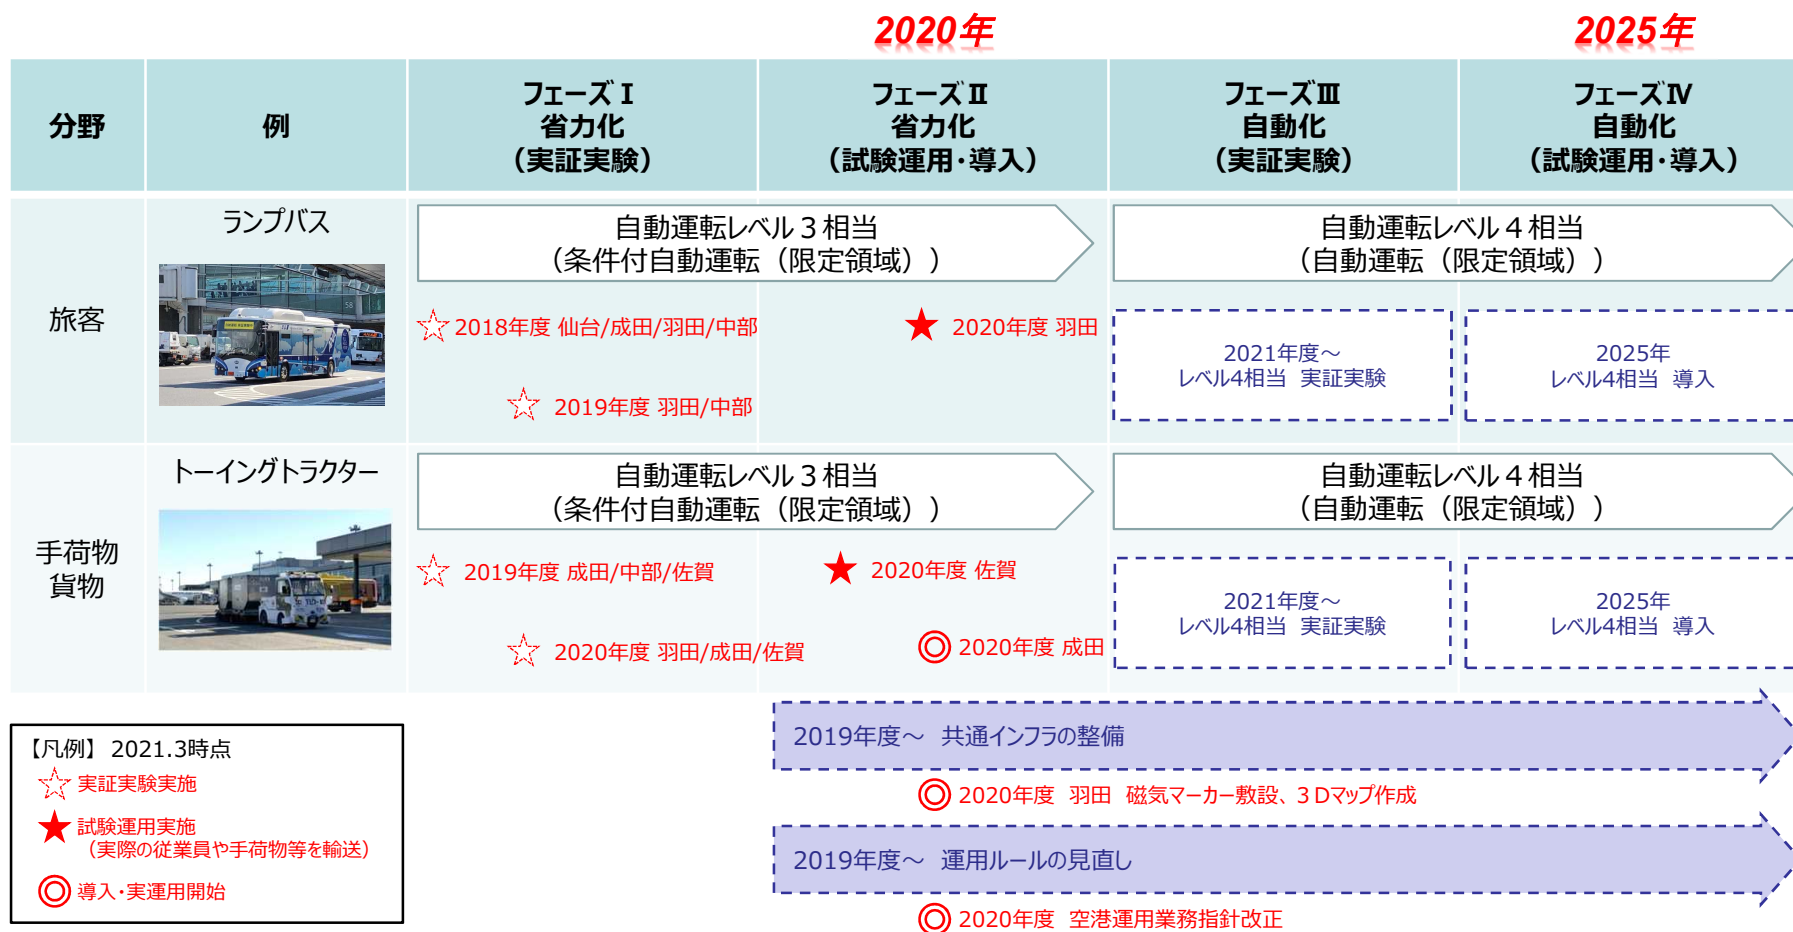 2020年
2025年
分野
例
フェーズⅠ
省力化
（実証実験）
フェーズⅡ
省力化
（試験運用・導入）
フェーズⅢ
自動化
（実証実験）
フェーズⅣ
自動化
（試験運用・導入）
旅客
ランプバス
自動運転レベル３相当
（条件付自動運転（限定領域））
自動運転レベル４相当
（自動運転（限定領域）
2018年度 仙台/成田/羽田/中部
2020年度 羽田
2019年度 羽田/中部
2021年度～
レベル4相当 実証実験
2025年
レベル4相当 導入
手荷物
貨物
トーイングトラクター
自動運転レベル３相当
（条件付自動運転（限定領域））
自動運転レベル４相当
（自動運転（限定領域）
2019年度 成田/中部/佐賀
2020年度 佐賀
2020年度 羽田/成田/佐賀
2020年度 成田
2021年度～
レベル4相当 実証実験
2025年
レベル4相当 導入
2019年度～ 共通インフラの整備
2020年度 羽田 磁気マーカー敷設、３Dマップ作成
2019年度～ 運用ルールの見直し
2020年度 空港運用業務指針改正
【凡例】 2021.3時点
実証実験実施
試験運用実施
（実際の従業員や手荷物等を輸送）
導入・実運用開始